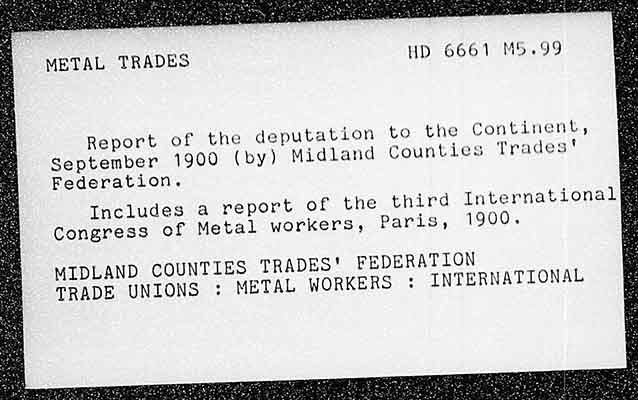 METAL TRADES
HD 6661 M5.99
Report of the deputation to the Continent,
September 1900 (by) Midland Counties Trades'
Federation.
Includes a report of the third International
Congress of Metal workers, Paris, 1900.
MIDLAND COUNTIES TRADES' FEDERATION
TRADE UNIONS : METAL WORKERS : INTERNATIONAL